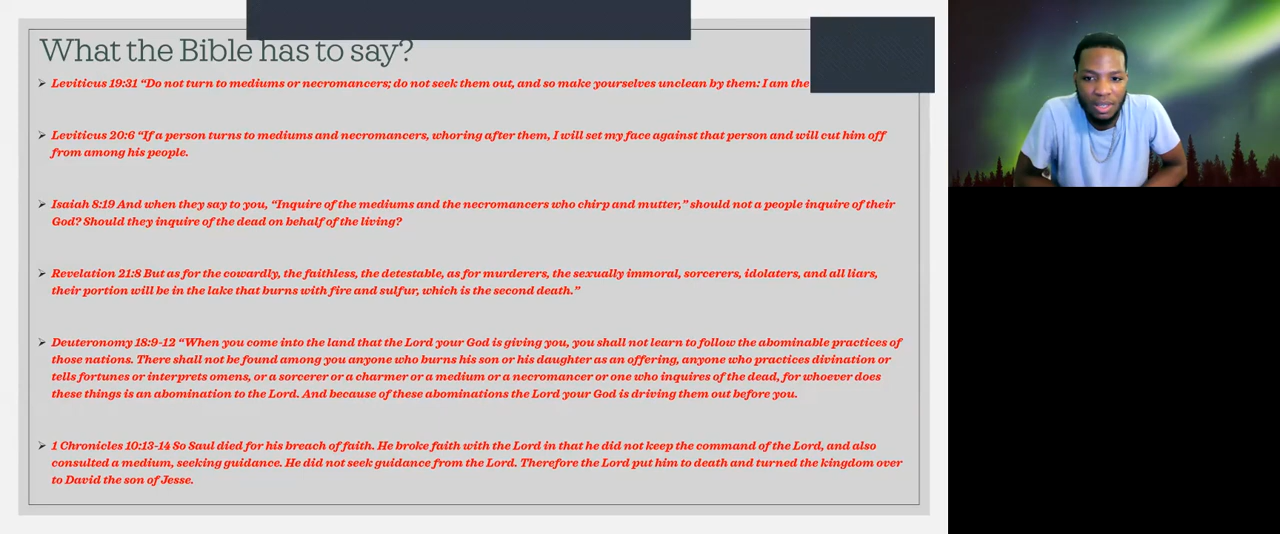 What the Bible has to say?
Leviticus 19:31 “Do not turn to mediums or necromancers; do not seek them out, and so make yourselves unclean by them: I am the
Leviticus 20:6 “If a person turns to mediums and necromancers, whoring after them, I will set my face against that person and will cut him off
from among his people.
Isaiah 8:19 And when they say to you, “Inquire of the mediums and the necromancers who chirp and mutter,” should not a people inquire of their
God? Should they inquire of the dead on behalf of the living?
Revelation 21:8 But as for the cowardly, the faithless, the detestable, as for murderers, the sexually immoral, sorcerers, idolaters, and all liars,
their portion will be in the lake that burns with fire and sulfur, which is the second death.”
Deuteronomy 18:9-12 “When you come into the land that the Lord your God is giving you, you shall not learn to follow the abominable practices of
those nations. There shall not be found among you anyone who burns his son or his daughter as an offering, anyone who practices divination or
tells fortunes or interprets omens, or a sorcerer or a charmer or a medium or a necromancer or one who inquires of the dead, for whoever does
these things is an abomination to the Lord. And because of these abominations the Lord your God is driving them out before you.
1 Chronicles 10:13-14 So Saul died for his breach of faith. He broke faith with the Lord in that he did not keep the command of the Lord, and also
consulted a medium, seeking guidance. He did not seek guidance from the Lord. Therefore the Lord put him to death and turned the kingdom over
to David the son of Jesse.